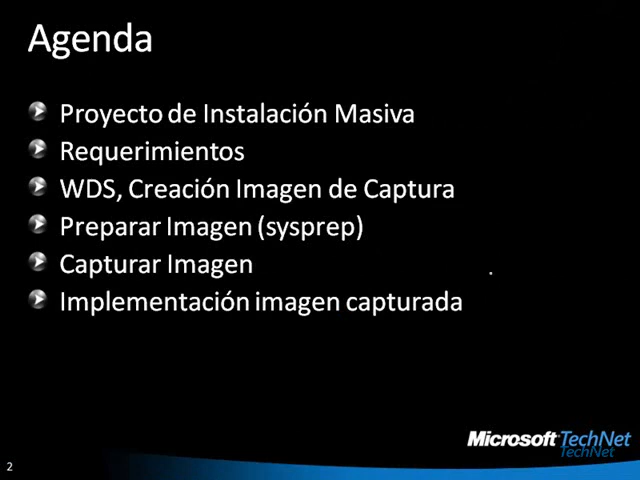 Agenda
Proyecto de Instalación Masiva
Requerimientos
WDS, Creación Imagen de Captura
Preparar Imagen (sysprep)
Capturar Imagen
Implementación imagen capturada
Microsoft TechNet
TechNet
2